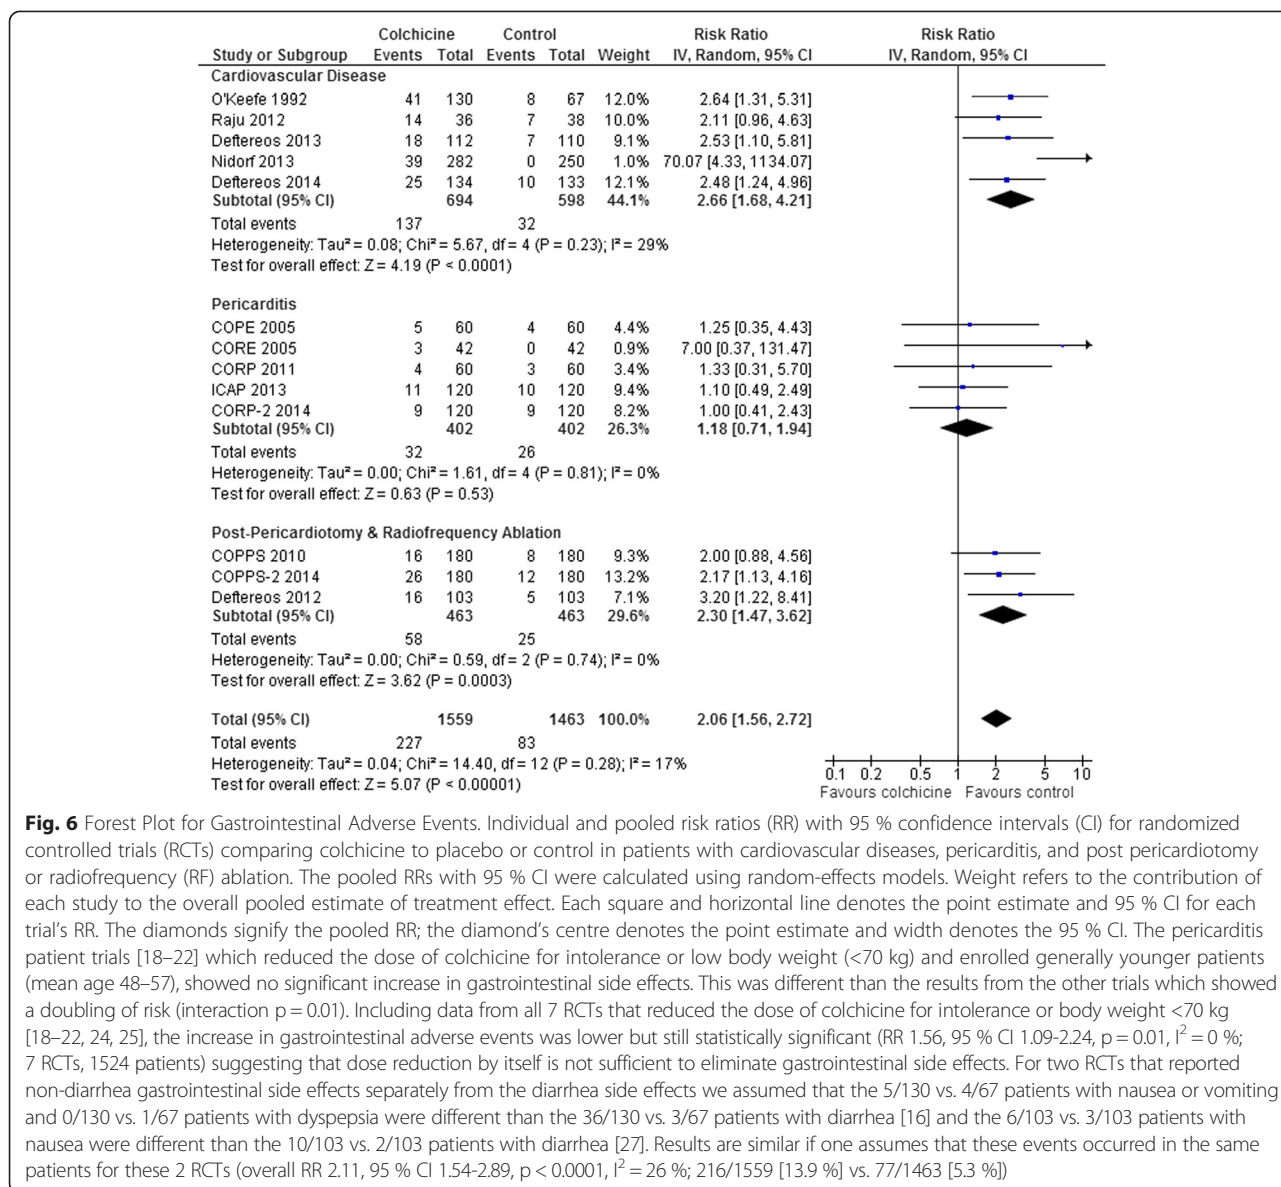 Colchicine Control Risk Ratio Risk Ratio
Study or Subgroup Events Total Events Total Weight IV, Random, 95% CI IV, Random, 95% CI
Cardiovascular Disease
O'Keefe 1992 41 130 8 67 12.0% 2.64 [1.31, 5.31]
Raju 2012 14 36 7 38 10.0% 2.11 [0.96, 4.63]
Deftereos 2013 18 112 7 110 9.1% 2.53 [1.10, 5.81]
Nidorf 2013 39 282 0 250 1.0% 70.07 [4.33, 1134.07]
Deftereos 2014 25 134 10 133 12.1% 2.48 [1.24, 4.96]
Subtotal (95% CI) 694 598 44.1% 2.66 [1.68, 4.21]
Total events 137 32
Heterogeneity: Tau² = 0.08; Chi² = 5.67, df = 4 (P = 0.23); I² = 29%
Test for overall effect: Z = 4.19 (P < 0.0001)
Pericarditis
COPE 2005 5 60 4 60 4.4% 1.25 [0.35, 4.43]
CORE 2005 3 42 0 42 0.9% 7.00 [0.37, 131.47]
CORP 2011 4 60 3 60 3.4% 1.33 [0.31, 5.70]
ICAP 2013 11 120 10 120 9.4% 1.10 [0.49, 2.49]
CORP-2 2014 9 120 9 120 8.2% 1.00 [0.41, 2.43]
Subtotal (95% CI) 402 402 26.3% 1.18 [0.71, 1.94]
Total events 32 26
Heterogeneity: Tau² = 0.00; Chi² = 1.61, df = 4 (P = 0.81); I² = 0%
Test for overall effect: Z = 0.63 (P = 0.53)
Post-Pericardiotomy & Radiofrequency Ablation
COPPS 2010 16 180 8 180 9.3% 2.00 [0.88, 4.56]
COPPS-2 2014 26 180 12 180 13.2% 2.17 [1.13, 4.16]
Deftereos 2012 16 103 5 103 7.1% 3.20 [1.22, 8.41]
Subtotal (95% CI) 463 463 29.6% 2.30 [1.47, 3.62]
Total events 58 25
Heterogeneity: Tau² = 0.00; Chi² = 0.59, df = 2 (P = 0.74); I² = 0%
Test for overall effect: Z = 3.62 (P = 0.0003)
Total (95% CI) 1559 1463 100.0% 2.06 [1.56, 2.72]
Total events 227 83
Heterogeneity: Tau² = 0.04; Chi² = 14.40, df = 12 (P = 0.28); I² = 17%
Test for overall effect: Z = 5.07 (P < 0.00001)
0.1 0.2 0.5 1 2 5 10
Favours colchicine Favours control
Fig. 6 Forest Plot for Gastrointestinal Adverse Events. Individual and pooled risk ratios (RR) with 95 % confidence intervals (CI) for randomized
controlled trials (RCTs) comparing colchicine to placebo or control in patients with cardiovascular diseases, pericarditis, and post pericardiotomy
or radiofrequency (RF) ablation. The pooled RRs with 95 % CI were calculated using random-effects models. Weight refers to the contribution of
each study to the overall pooled estimate of treatment effect. Each square and horizontal line denotes the point estimate and 95 % CI for each
trial's RR. The diamonds signify the pooled RR; the diamond's centre denotes the point estimate and width denotes the 95 % CI. The pericarditis
patient trials [18–22] which reduced the dose of colchicine for intolerance or low body weight (<70 kg) and enrolled generally younger patients
(mean age 48–57), showed no significant increase in gastrointestinal side effects. This was different than the results from the other trials which showed
a doubling of risk (interaction p = 0.01). Including data from all 7 RCTs that reduced the dose of colchicine for intolerance or body weight <70 kg
[18–22, 24, 25], the increase in gastrointestinal adverse events was lower but still statistically significant (RR 1.56, 95 % CI 1.09-2.24, p = 0.01, I² = 0 %;
7 RCTs, 1524 patients) suggesting that dose reduction by itself is not sufficient to eliminate gastrointestinal side effects. For two RCTs that reported
non-diarrhea gastrointestinal side effects separately from the diarrhea side effects we assumed that the 5/130 vs. 4/67 patients with nausea or vomiting
and 0/130 vs. 1/67 patients with dyspepsia were different than the 36/130 vs. 3/67 patients with diarrhea [16] and the 6/103 vs. 3/103 patients with
nausea were different than the 10/103 vs. 2/103 patients with diarrhea [27]. Results are similar if one assumes that these events occurred in the same
patients for these 2 RCTs (overall RR 2.11, 95 % CI 1.54-2.89, p < 0.0001, I² = 26 %; 216/1559 [13.9 %] vs. 77/1463 [5.3 %])